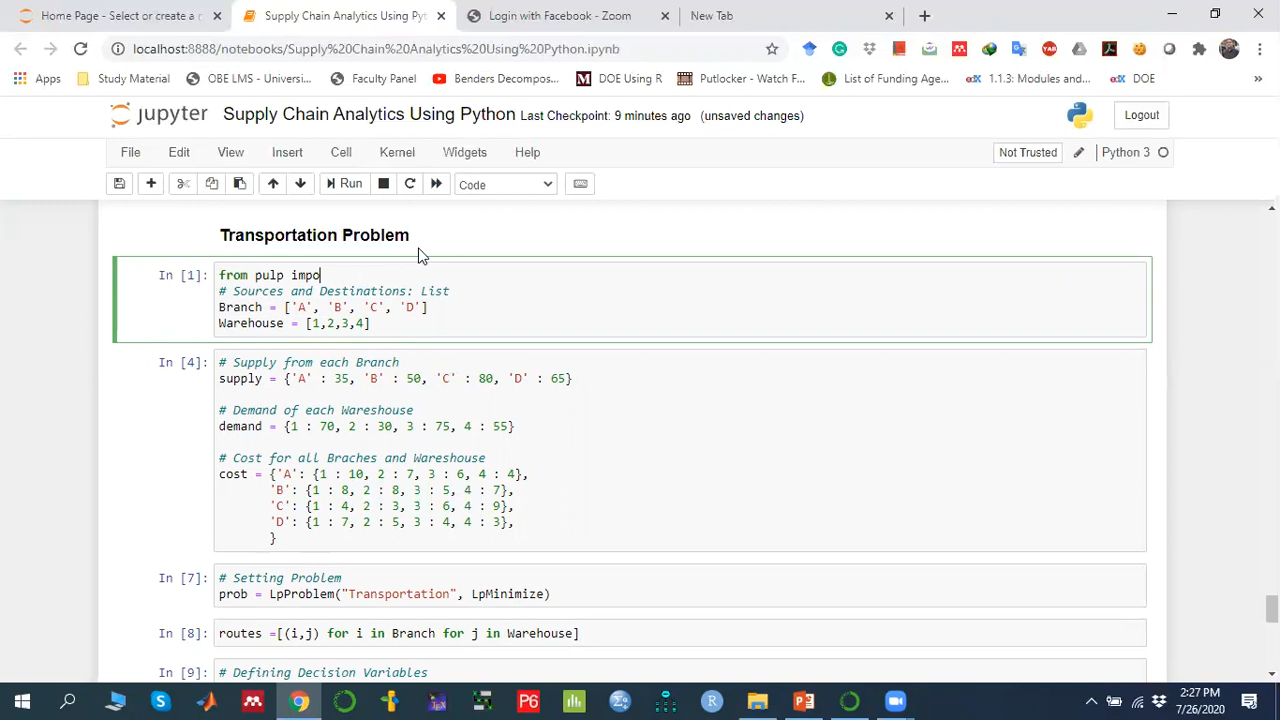 Home Page - Select or create a n
Supply Chain Analytics Using Pyt
Login with Facebook - Zoom
New Tab
localhost:8888/notebooks/Supply%20Chain%20Analytics%20Using%20Python.ipynb
Apps
Study Material
OBE LMS - Universi...
Faculty Panel
Benders Decompos...
DOE Using R
Putlocker - Watch F...
List of Funding Age...
1.1.3: Modules and...
DOE
jupyter
Supply Chain Analytics Using Python Last Checkpoint: 9 minutes ago (unsaved changes)
Logout
File Edit View Insert Cell Kernel Widgets Help
Not Trusted
Python 3
Run
Code
Transportation Problem
In [1]: from pulp impo
# Sources and Destinations: List
Branch = ['A', 'B', 'C', 'D']
Warehouse = [1,2,3,4]
In [4]: # Supply from each Branch
supply = {'A' : 35, 'B' : 50, 'C' : 80, 'D' : 65}
# Demand of each Wareshouse
demand = {1 : 70, 2 : 30, 3 : 75, 4 : 55}
# Cost for all Braches and Wareshouse
cost = {'A': {1 : 10, 2 : 7, 3 : 6, 4 : 4},
'B': {1 : 8, 2 : 8, 3 : 5, 4 : 7},
'C': {1 : 4, 2 : 3, 3 : 6, 4 : 9},
'D': {1 : 7, 2 : 5, 3 : 4, 4 : 3},
}
In [7]: # Setting Problem
prob = LpProblem("Transportation", LpMinimize)
In [8]: routes =[(i,j) for i in Branch for j in Warehouse]
In [9]: # Defining Decision Variables
2:27 PM
7/26/2020